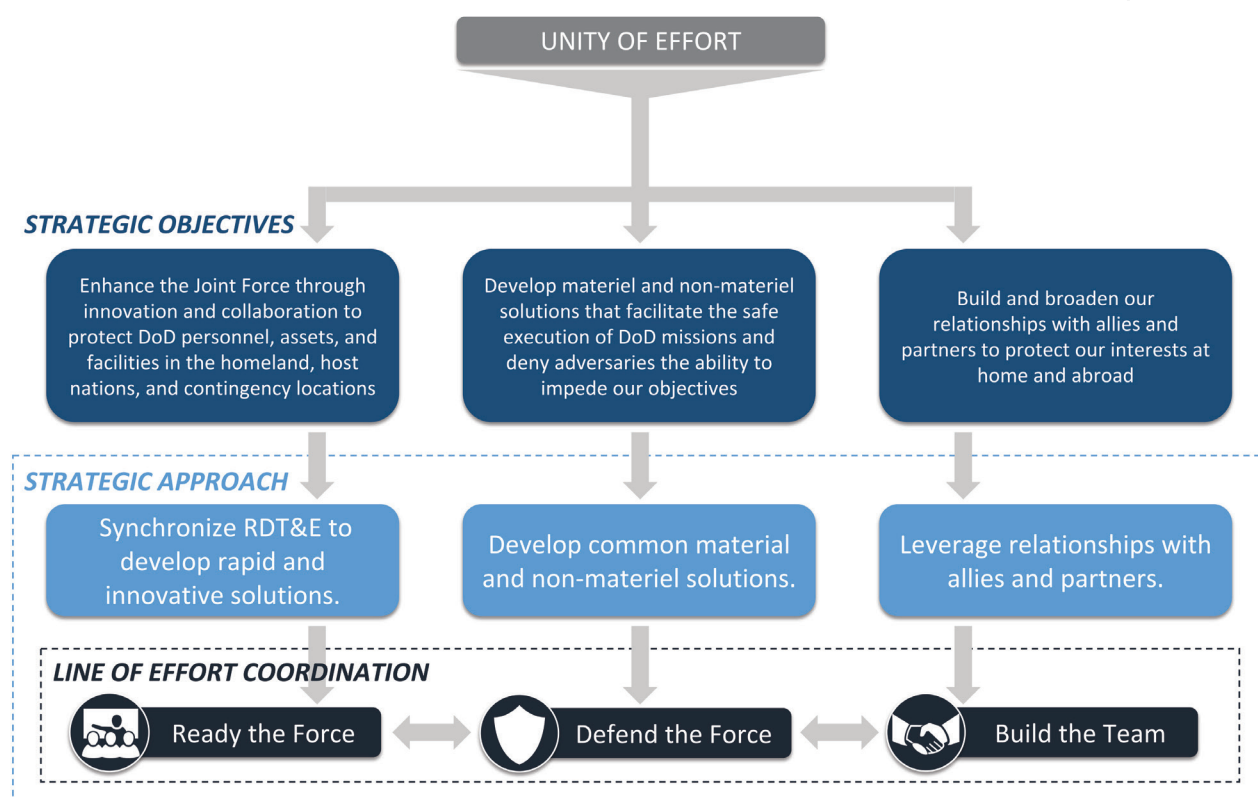 UNITY OF EFFORT
STRATEGIC OBJECTIVES
Enhance the Joint Force through
innovation and collaboration to
protect DoD personnel, assets, and
facilities in the homeland, host
nations, and contingency locations
Develop materiel and non-materiel
solutions that facilitate the safe
execution of DoD missions and
deny adversaries the ability to
impede our objectives
Build and broaden our
relationships with allies and
partners to protect our interests at
home and abroad
STRATEGIC APPROACH
Synchronize RDT&E to
develop rapid and
innovative solutions.
Develop common material
and non-materiel solutions.
Leverage relationships with
allies and partners.
LINE OF EFFORT COORDINATION
Ready the Force
Defend the Force
Build the Team